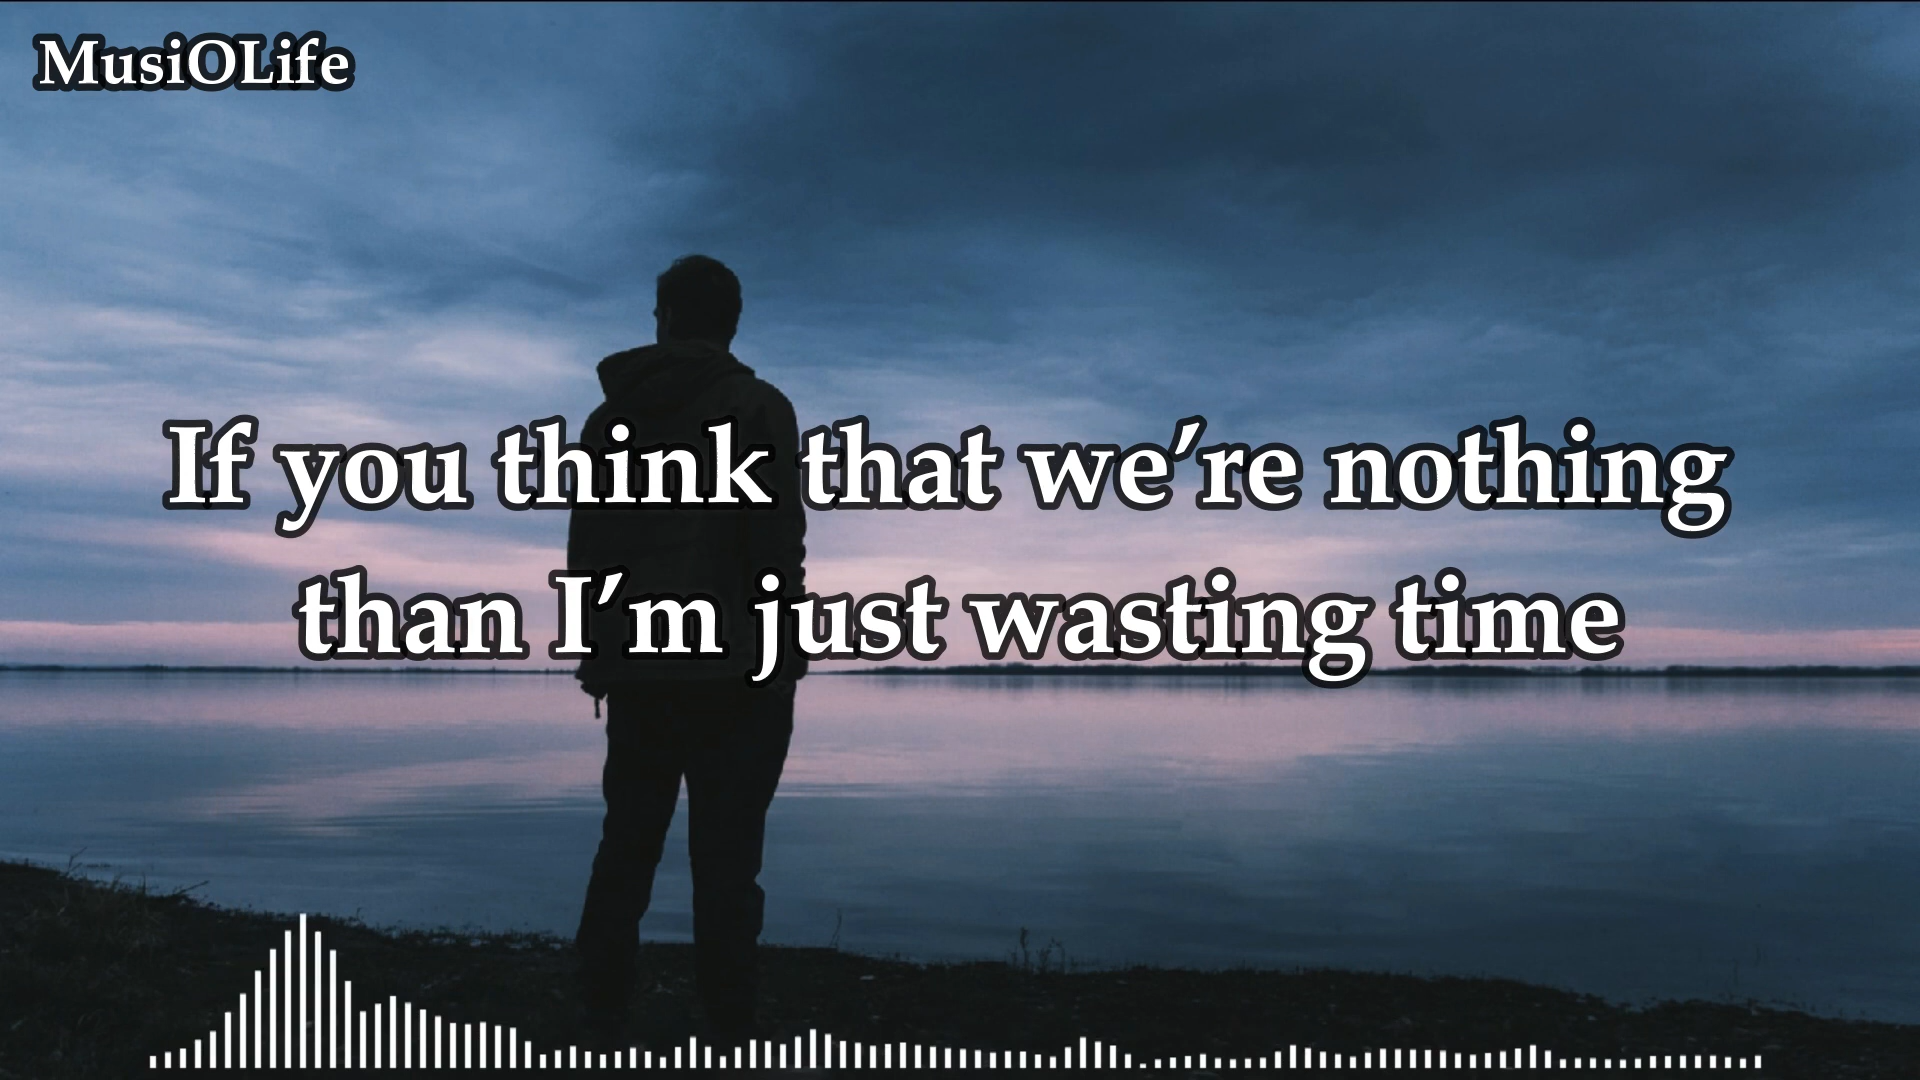 MusiOLife
If you think that we’re nothing
than I’m just wasting time